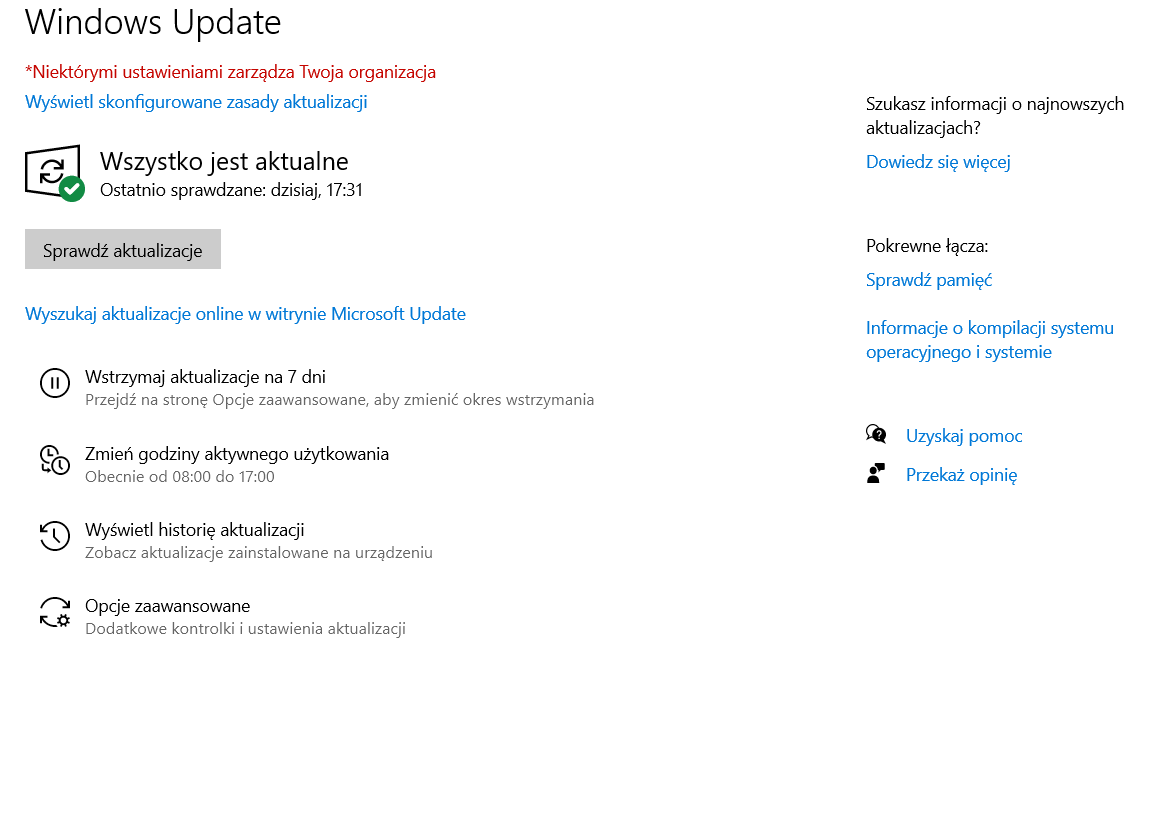 Windows Update
*Niektórymi ustawieniami zarządza Twoja organizacja
Wyświetl skonfigurowane zasady aktualizacji
Wszystko jest aktualne
Ostatnio sprawdzane: dzisiaj, 17:31
Sprawdź aktualizacje
Wyszukaj aktualizacje online w witrynie Microsoft Update
Wstrzymaj aktualizacje na 7 dni
Przejdź na stronę Opcje zaawansowane, aby zmienić okres wstrzymania
Zmień godziny aktywnego użytkowania
Obecnie od 08:00 do 17:00
Wyświetl historię aktualizacji
Zobacz aktualizacje zainstalowane na urządzeniu
Opcje zaawansowane
Dodatkowe kontrolki i ustawienia aktualizacji
Szukasz informacji o najnowszych
aktualizacjach?
Dowiedz się więcej
Pokrewne łącza:
Sprawdź pamięć
Informacje o kompilacji systemu
operacyjnego i systemie
Uzyskaj pomoc
Przekaż opinię